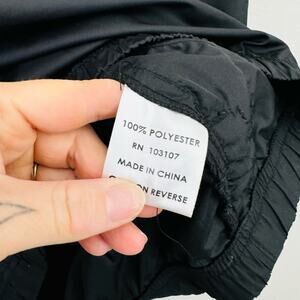 100% POLYESTER
RN 103107
MADE IN CHINA
ON REVERSE